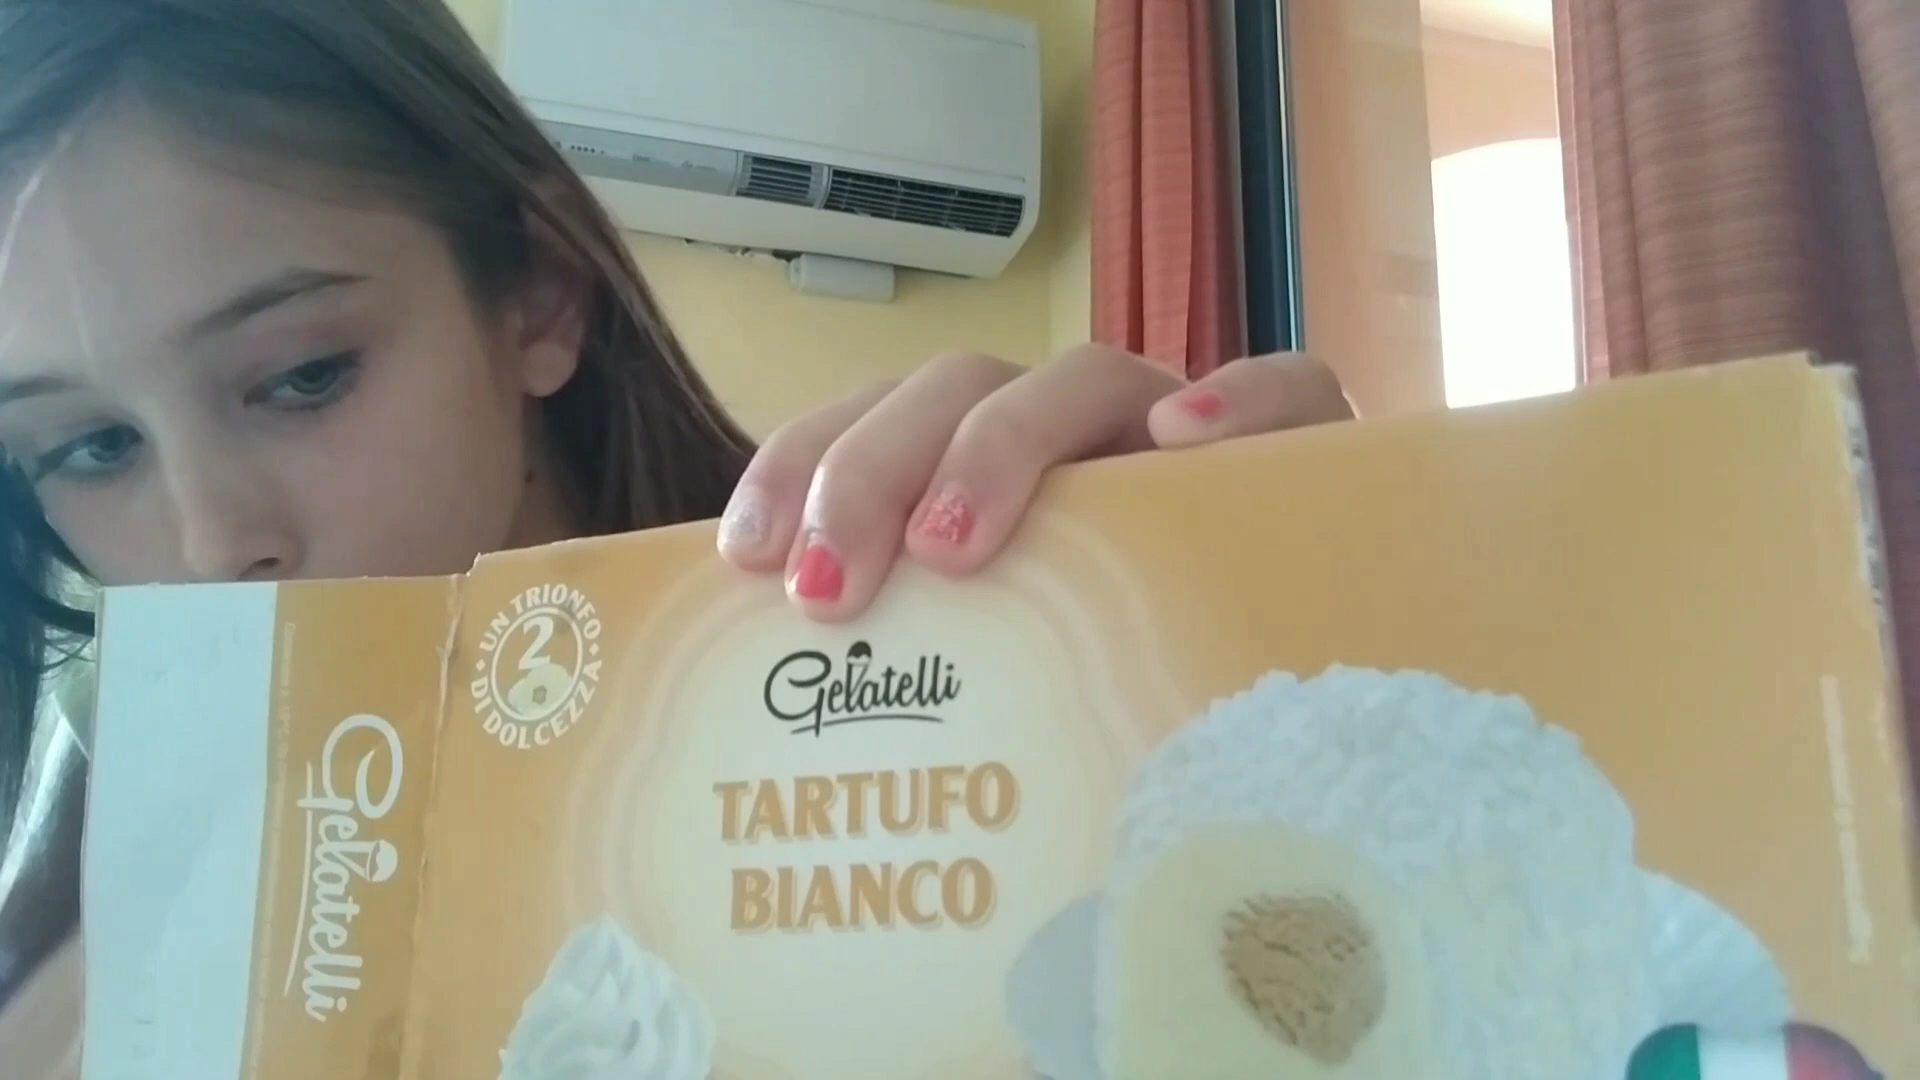 UN TRIONFO
2
DI DOLCEZZA
Gelatelli
TARTUFO
BIANCO
Gelatelli